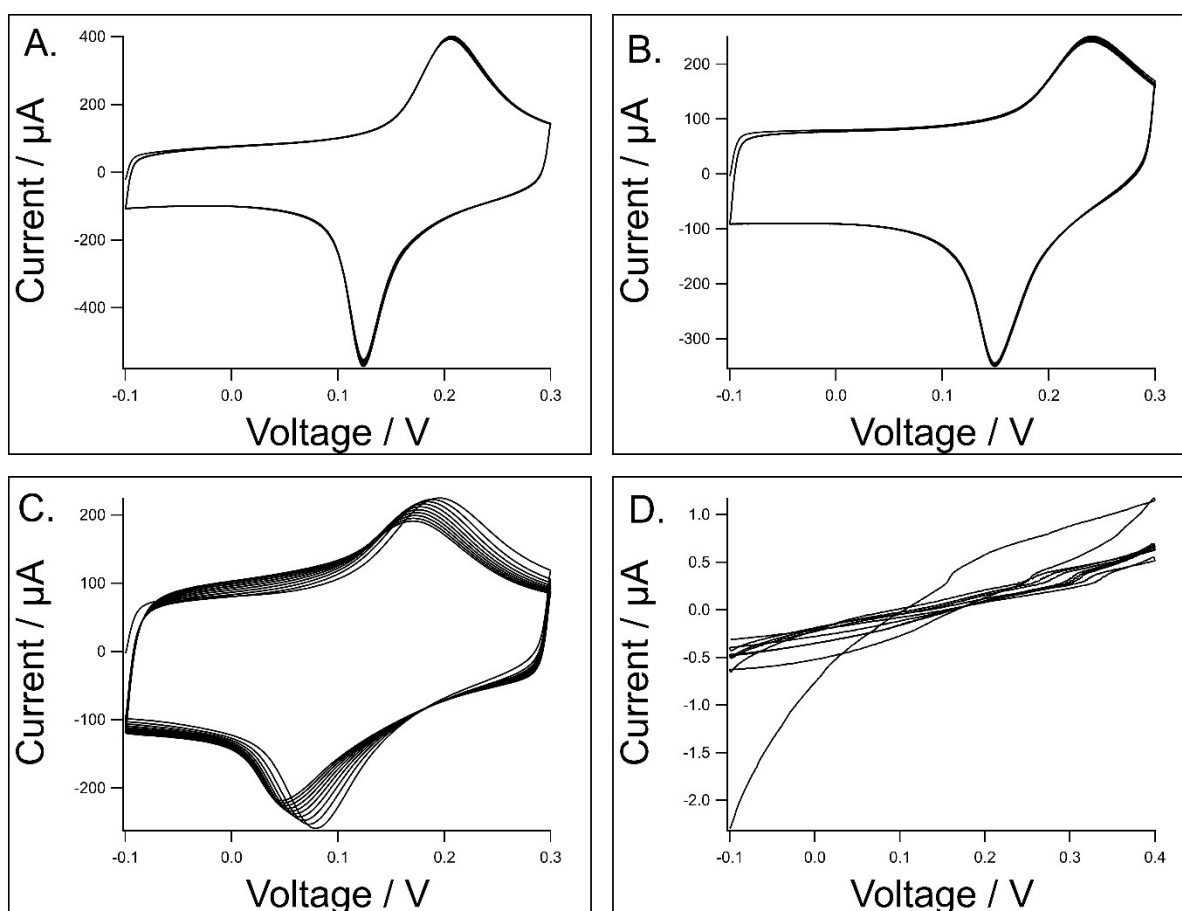 A.
Current / µA
400
200
0
-200
-400
-0.1 0.0 0.1 0.2 0.3
Voltage / V
B.
Current / µA
200
100
0
-100
-200
-300
-0.1 0.0 0.1 0.2 0.3
Voltage / V
C.
Current / µA
200
100
0
-100
-200
-0.1 0.0 0.1 0.2 0.3
Voltage / V
D.
Current / µA
1.0
0.5
0.0
-0.5
-1.0
-1.5
-2.0
-0.1 0.0 0.1 0.2 0.3 0.4
Voltage / V